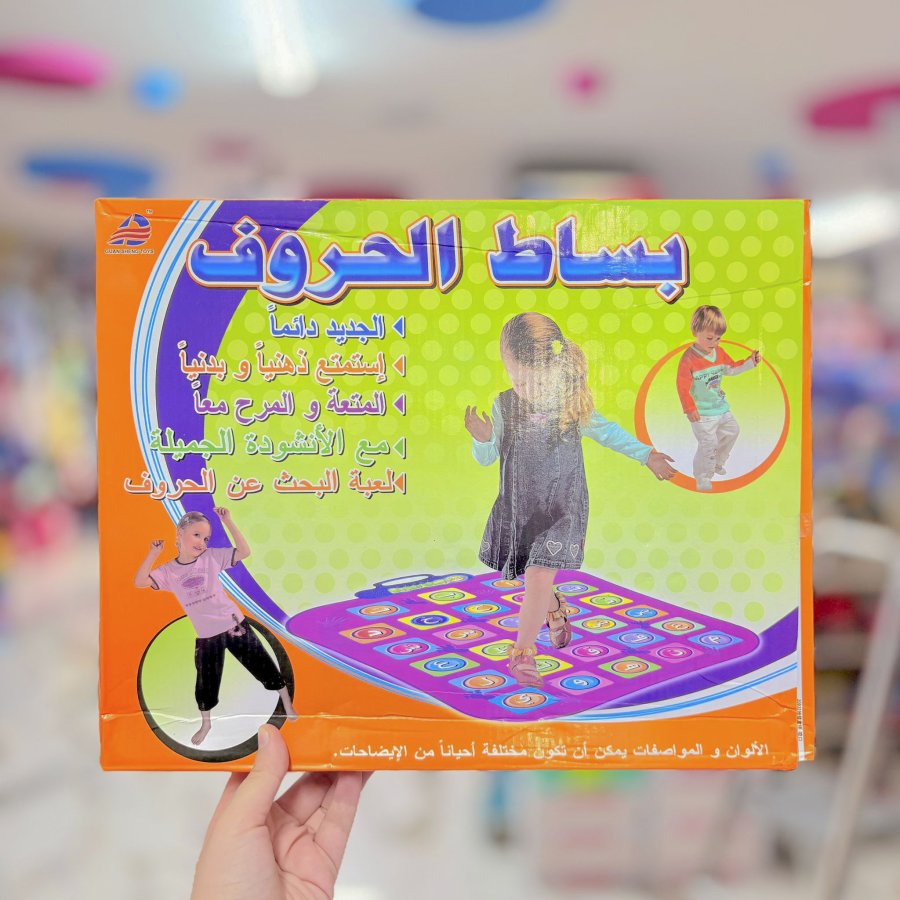 بساط الحروف
الجديد دائماً
إستمتع ذهنياً و بدنياً
المتعة و المرح معاً
مع الأنشودة الجميلة
لعبة البحث عن الحروف
الألوان و المواصفات يمكن أن تكون مختلفة أحياناً من الإيضاحات.